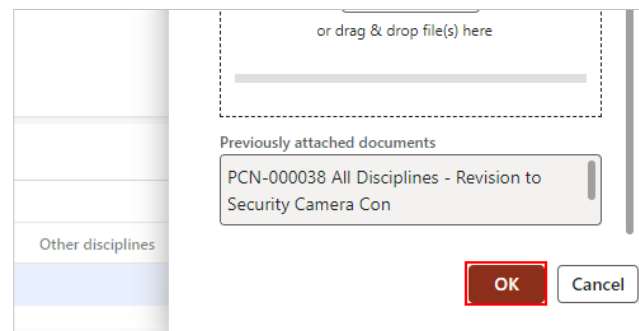 or drag & drop file(s) here
Previously attached documents
PCN-000038 All Disciplines - Revision to
Security Camera Con
Other disciplines
OK
Cancel